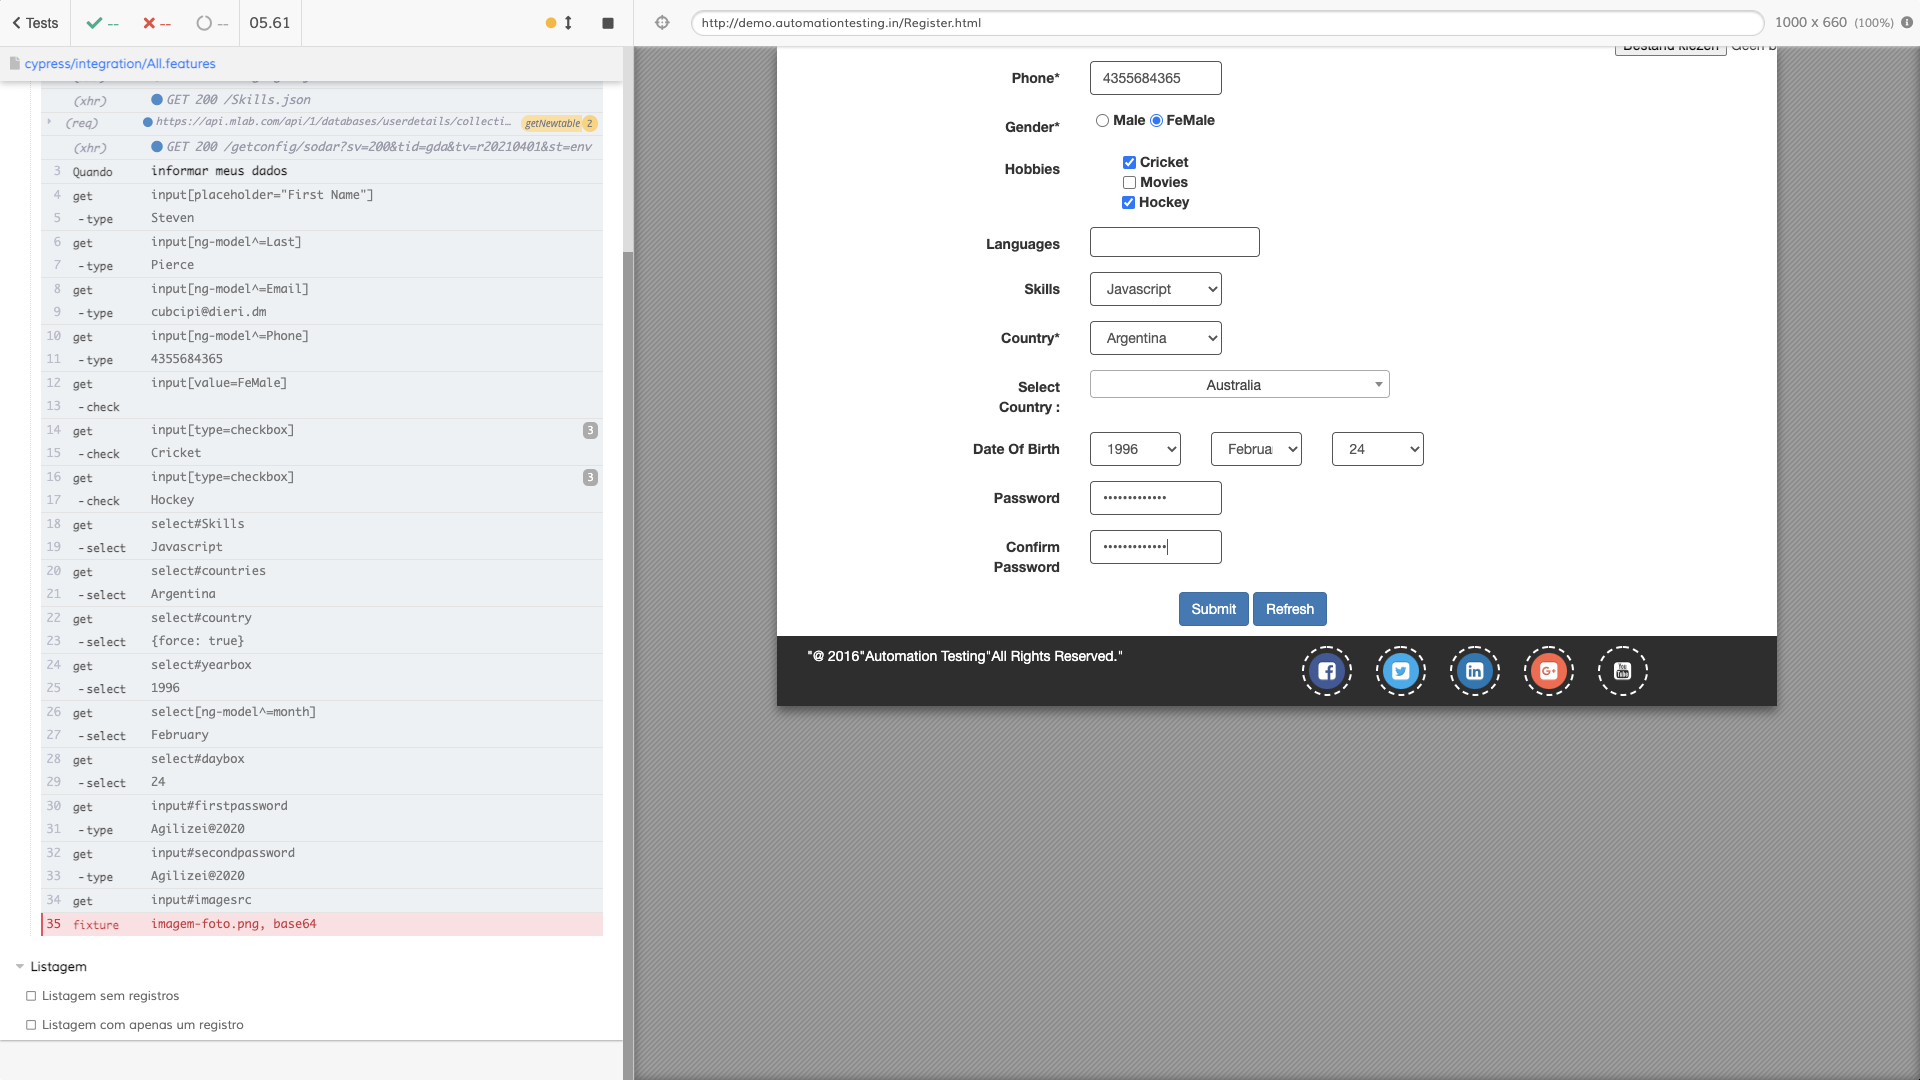 Tests
--
--
--
05.61
http://demo.automationtesting.in/Register.html
1000 x 660 (100%)
cypress/integration/All.features
(xhr) GET 200 /Skills.json
(req) https://api.mlab.com/api/1/databases/userdetails/collecti... getNewtable 2
(xhr) GET 200 /getconfig/sodar?sv=200&tid=gda&tv=r20210401&st=env
3 Quando informar meus dados
4 get input[placeholder="First Name"]
5 -type Steven
6 get input[ng-model^=Last]
7 -type Pierce
8 get input[ng-model^=Email]
9 -type cubcipi@dieri.dm
10 get input[ng-model^=Phone]
11 -type 4355684365
12 get input[value=FeMale]
13 -check
14 get input[type=checkbox] 3
15 -check Cricket
16 get input[type=checkbox] 3
17 -check Hockey
18 get select#Skills
19 -select Javascript
20 get select#countries
21 -select Argentina
22 get select#country
23 -select {force: true}
24 get select#yearbox
25 -select 1996
26 get select[ng-model^=month]
27 -select February
28 get select#daybox
29 -select 24
30 get input#firstpassword
31 -type Agilizei@2020
32 get input#secondpassword
33 -type Agilizei@2020
34 get input#imagesrc
35 fixture imagem-foto.png, base64
Listagem
Listagem sem registros
Listagem com apenas um registro
Bestand kiezen Geen b
Phone* 4355684365
Gender* Male FeMale
Hobbies Cricket
Movies
Hockey
Languages
Skills Javascript
Country* Argentina
Select Australia
Country :
Date Of Birth 1996 Februa 24
Password •••••••••••••
Confirm •••••••••••••
Password
Submit Refresh
"@ 2016"Automation Testing"All Rights Reserved."